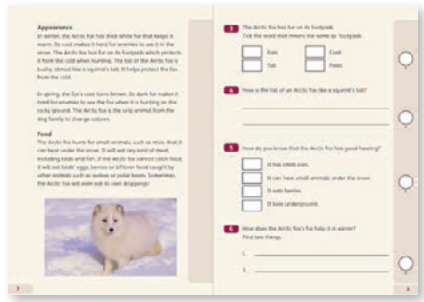 Appearance
In winter, the Arctic fox has thick white fur that keeps it
warm. Its coat makes it hard for enemies to see it in the
snow. The Arctic fox has fur on its footpads which protects
it from the cold when hunting. The tail of the Arctic fox is
bushy, almost like a squirrel's tail. It helps protect the fox
from the cold.
In spring, the fox's coat turns brown. Its dark fur makes it
hard for enemies to see the fox when it is hunting on the
rocky ground. The Arctic fox is the only animal from the
dog family to change colours.
Food
The Arctic fox hunts for small animals, such as mice, that it
can hear under the snow. It will eat any kind of meat,
including birds and fish. If the Arctic fox cannot catch food,
it will eat birds' eggs, berries or leftover food caught by
other animals such as wolves or polar bears. Sometimes
the Arctic fox will even eat its own droppings!
3 The Arctic fox has fur on its footpads.
Tick the word that means the same as footpads.
Ears
Coat
Tail
Paws
4 How is the tail of an Arctic fox like a squirrel's tail?
5 How do you know that the Arctic fox has good hearing?
It has small ears.
It can hear small animals under the snow.
It eats berries.
It lives underground.
6 How does the Arctic fox's fur help it in winter?
Find two things.
1.
2.